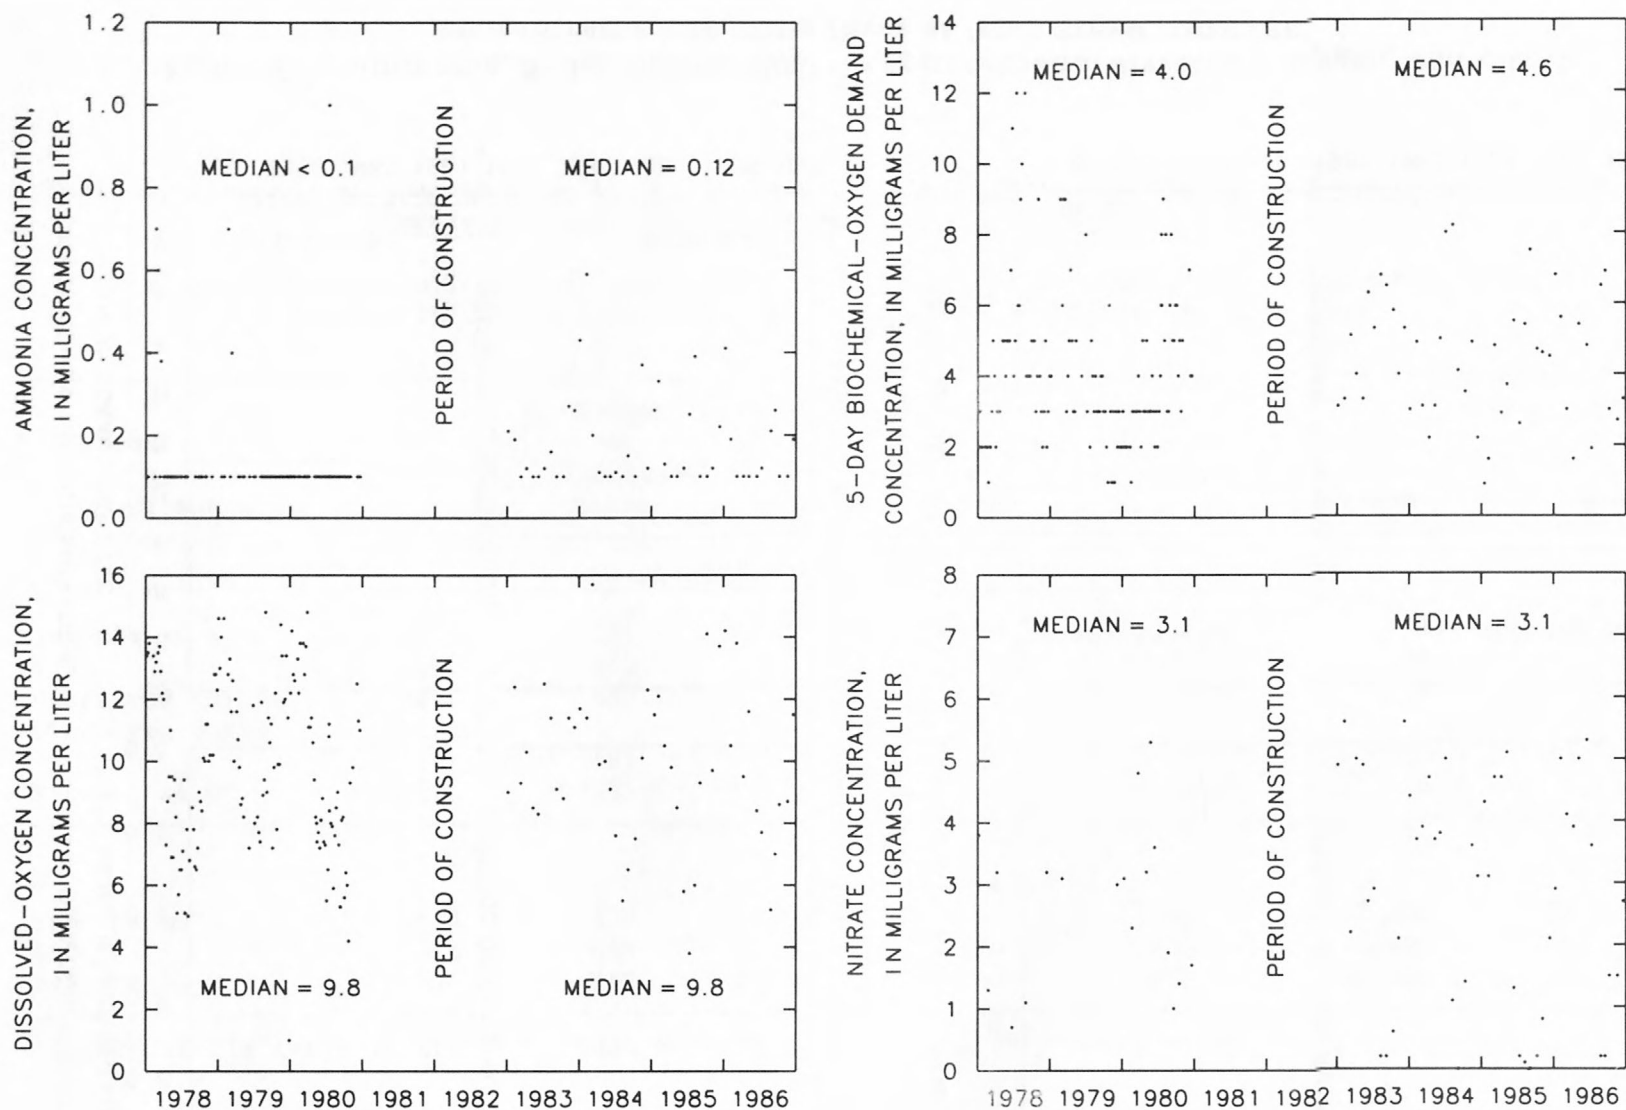 AMMONIA CONCENTRATION,
IN MILLIGRAMS PER LITER
1.2
1.0
0.8
0.6
0.4
0.2
0.0
MEDIAN < 0.1
PERIOD OF CONSTRUCTION
MEDIAN = 0.12
5-DAY BIOCHEMICAL-OXYGEN DEMAND
CONCENTRATION, IN MILLIGRAMS PER LITER
14
12
10
8
6
4
2
0
MEDIAN = 4.0
PERIOD OF CONSTRUCTION
MEDIAN = 4.6
DISSOLVED-OXYGEN CONCENTRATION,
IN MILLIGRAMS PER LITER
16
14
12
10
8
6
4
2
0
MEDIAN = 9.8
PERIOD OF CONSTRUCTION
MEDIAN = 9.8
1978 1979 1980 1981 1982 1983 1984 1985 1986
NITRATE CONCENTRATION,
IN MILLIGRAMS PER LITER
8
7
6
5
4
3
2
1
0
MEDIAN = 3.1
PERIOD OF CONSTRUCTION
MEDIAN = 3.1
1978 1979 1980 1981 1982 1983 1984 1985 1986